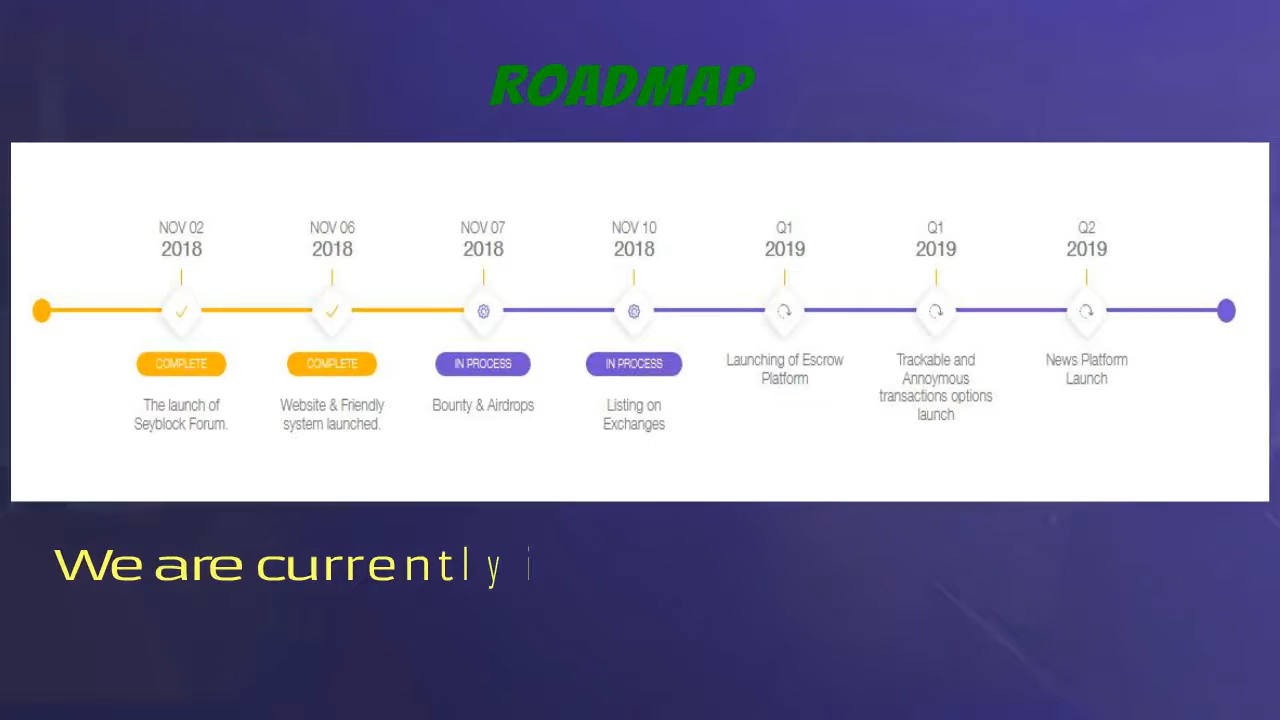 ROADMAP
NOV 02 NOV 06 NOV 07 NOV 10 Q1 Q1 Q2
2018 2018 2018 2018 2019 2019 2019
COMPLETE COMPLETE IN PROCESS IN PROCESS
The launch of
Seyblock Forum.
Website & Friendly
system launched.
Bounty & Airdrops
Listing on
Exchanges
Launching of Escrow
Platform
Trackable and
Annoymous
transactions options
launch
News Platform
Launch
We are currently i